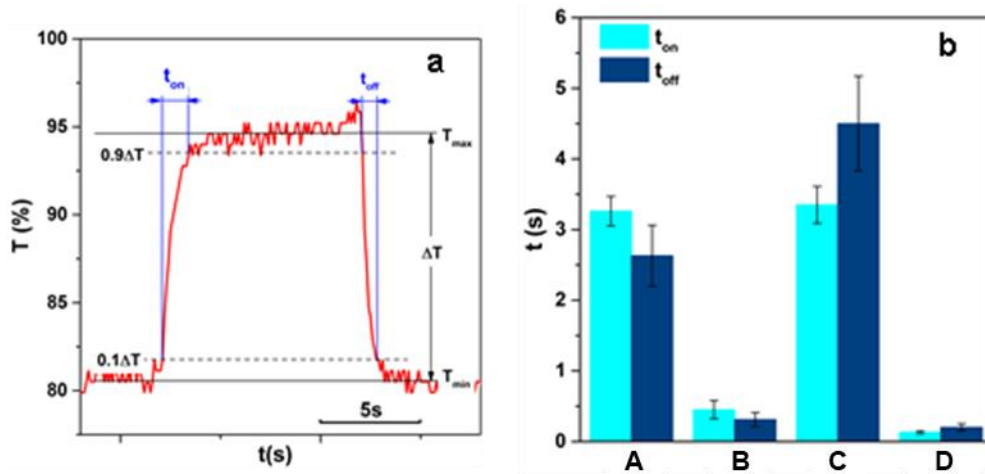 a
100
95
90
85
80
T (%)
t_on
t_off
T_max
0.9ΔT
ΔT
0.1ΔT
T_min
5s
t(s)
b
t_on
t_off
6
5
4
3
2
1
0
t (s)
A B C D